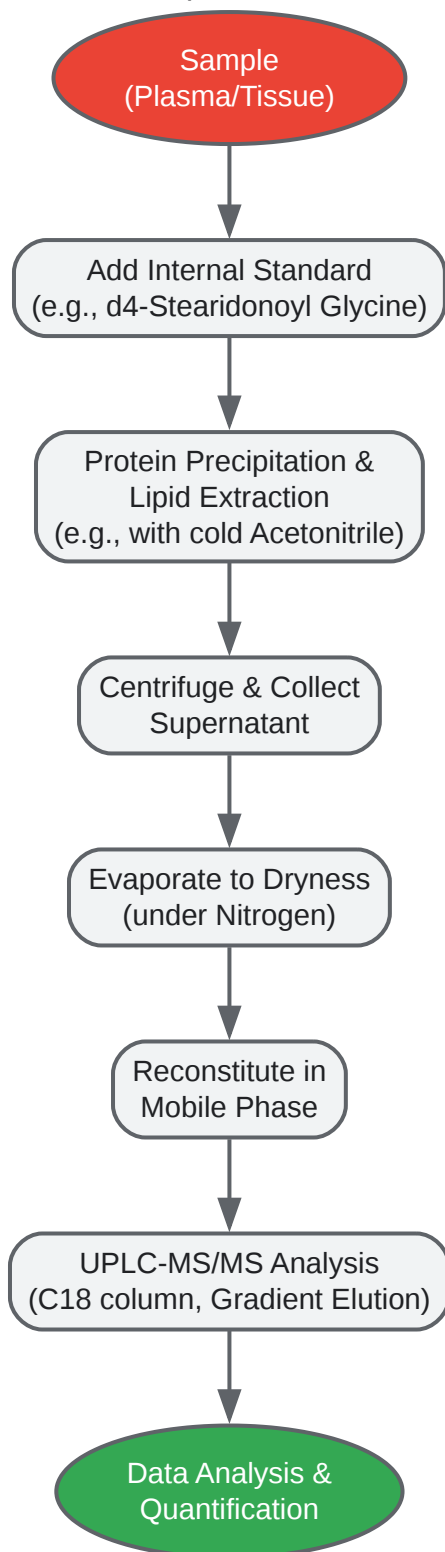 Sample
(Plasma/Tissue)
Add Internal Standard
(e.g., d4-Stearidonoyl Glycine)
Protein Precipitation &
Lipid Extraction
(e.g., with cold Acetonitrile)
Centrifuge & Collect
Supernatant
Evaporate to Dryness
(under Nitrogen)
Reconstitute in
Mobile Phase
UPLC-MS/MS Analysis
(C18 column, Gradient Elution)
Data Analysis &
Quantification